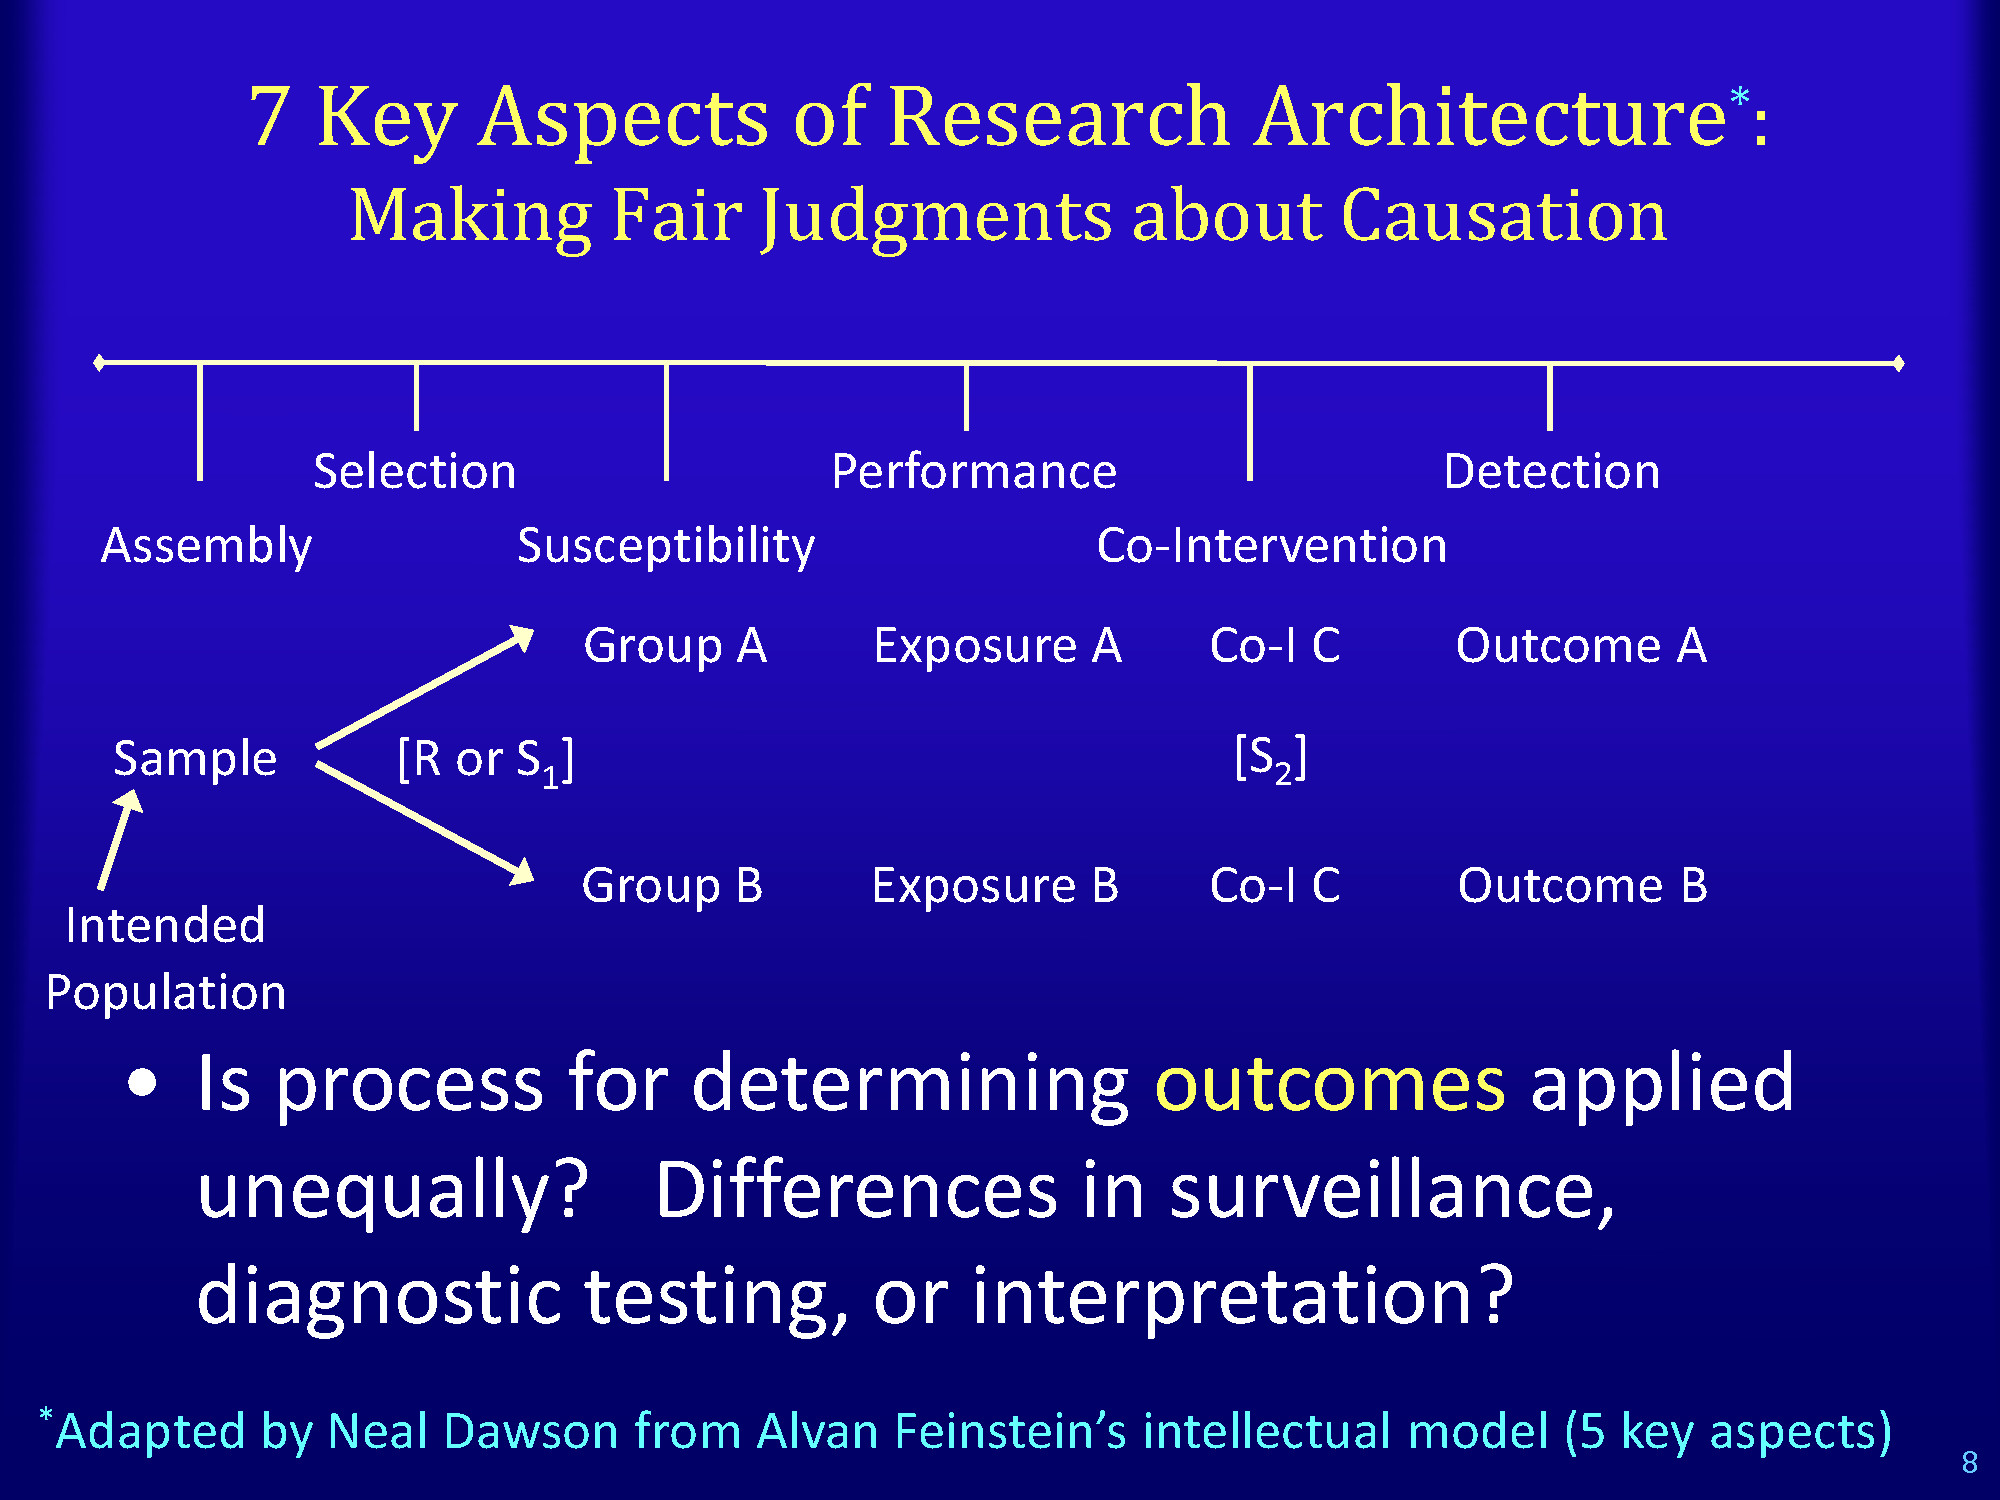 7 Key Aspects of Research Architecture*:
Making Fair Judgments about Causation
Selection Performance Detection
Assembly Susceptibility Co-Intervention
Group A Exposure A Co-I C Outcome A
Sample [R or S1] [S2]
Group B Exposure B Co-I C Outcome B
Intended
Population
• Is process for determining outcomes applied
unequally? Differences in surveillance,
diagnostic testing, or interpretation?
*Adapted by Neal Dawson from Alvan Feinstein’s intellectual model (5 key aspects)
8